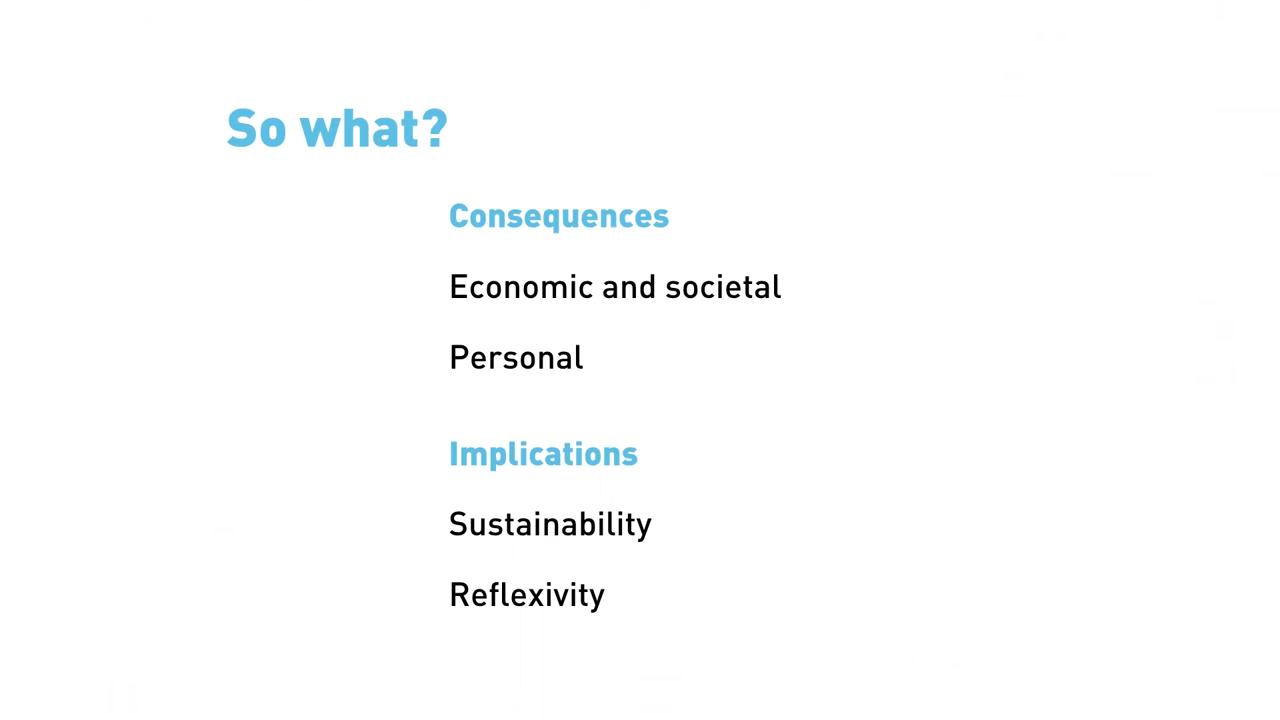 So what?
Consequences
Economic and societal
Personal
Implications
Sustainability
Reflexivity